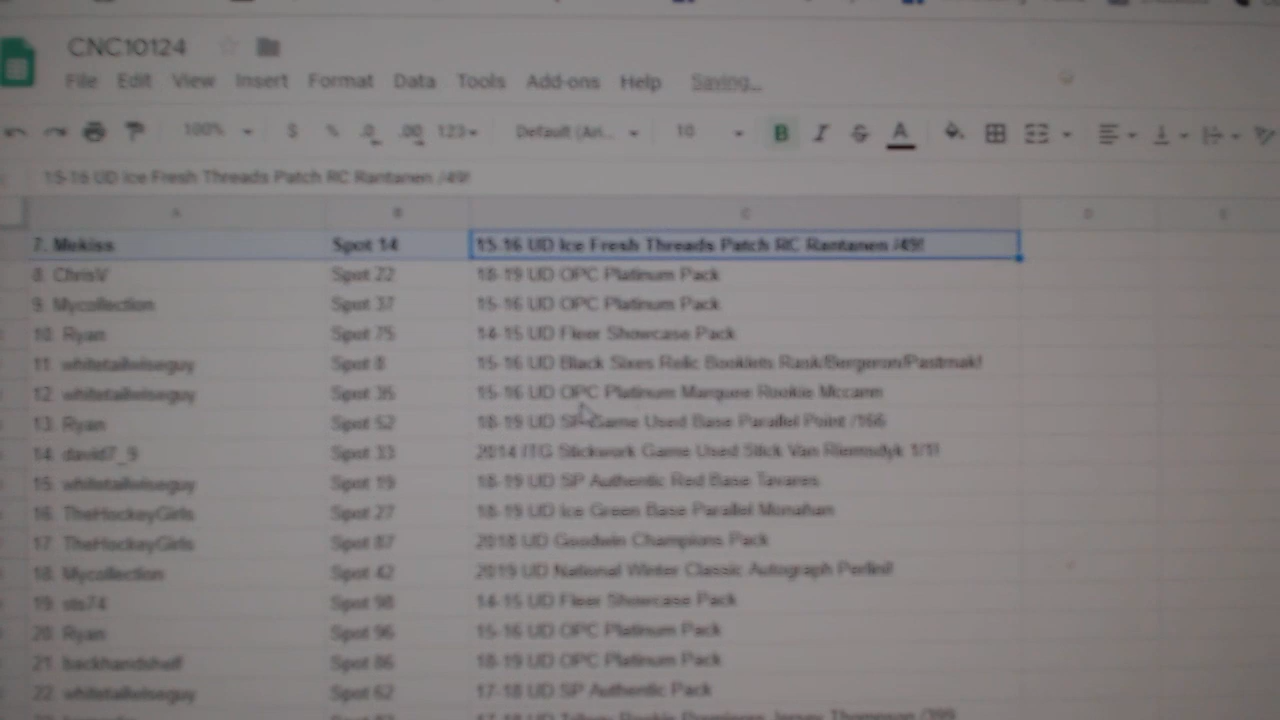 CNC10124
File Edit View Insert Format Data Tools Add-ons Help Saving...
100% $ % .0 .00 123 Default (Ari... 10 B I S A
15-16 UD Ice Fresh Threads Patch RC Rantanen /49!
A B C D E
7. Mekiss Spot 14 15-16 UD Ice Fresh Threads Patch RC Rantanen /49!
8. ChrisV Spot 22 18-19 UD OPC Platinum Pack
9. Mycollection Spot 37 15-16 UD OPC Platinum Pack
10. Ryan Spot 75 14-15 UD Fleer Showcase Pack
11. whitetailwiseguy Spot 8 15-16 UD Black Sixes Relic Booklets Rask/Bergeron/Pastrnak!
12. whitetailwiseguy Spot 35 15-16 UD OPC Platinum Marquee Rookie Mccann
13. Ryan Spot 52 18-19 UD SP Game Used Base Parallel Point /166
14. david7_9 Spot 33 2014 ITG Stickwork Game Used Stick Van Riemsdyk 1/1!
15. whitetailwiseguy Spot 19 18-19 UD SP Authentic Red Base Tavares
16. TheHockeyGirls Spot 27 18-19 UD Ice Green Base Parallel Monahan
17. TheHockeyGirls Spot 87 2018 UD Goodwin Champions Pack
18. Mycollection Spot 42 2019 UD National Winter Classic Autograph Perlini!
19. sts74 Spot 98 14-15 UD Fleer Showcase Pack
20. Ryan Spot 96 15-16 UD OPC Platinum Pack
21. backhandshelf Spot 86 18-19 UD OPC Platinum Pack
22. whitetailwiseguy Spot 62 17-18 UD SP Authentic Pack